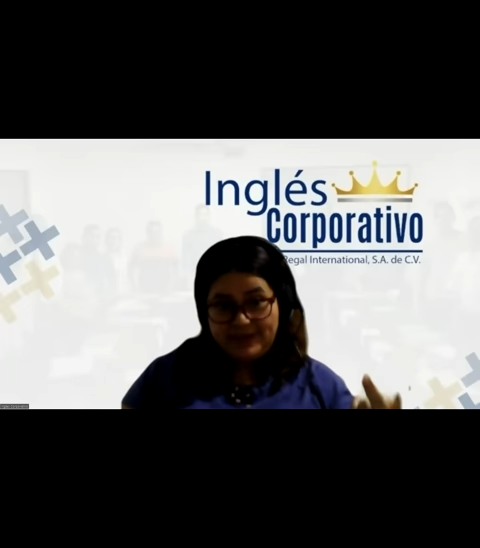 Inglés
Corporativo
Regal International, S.A. de C.V.